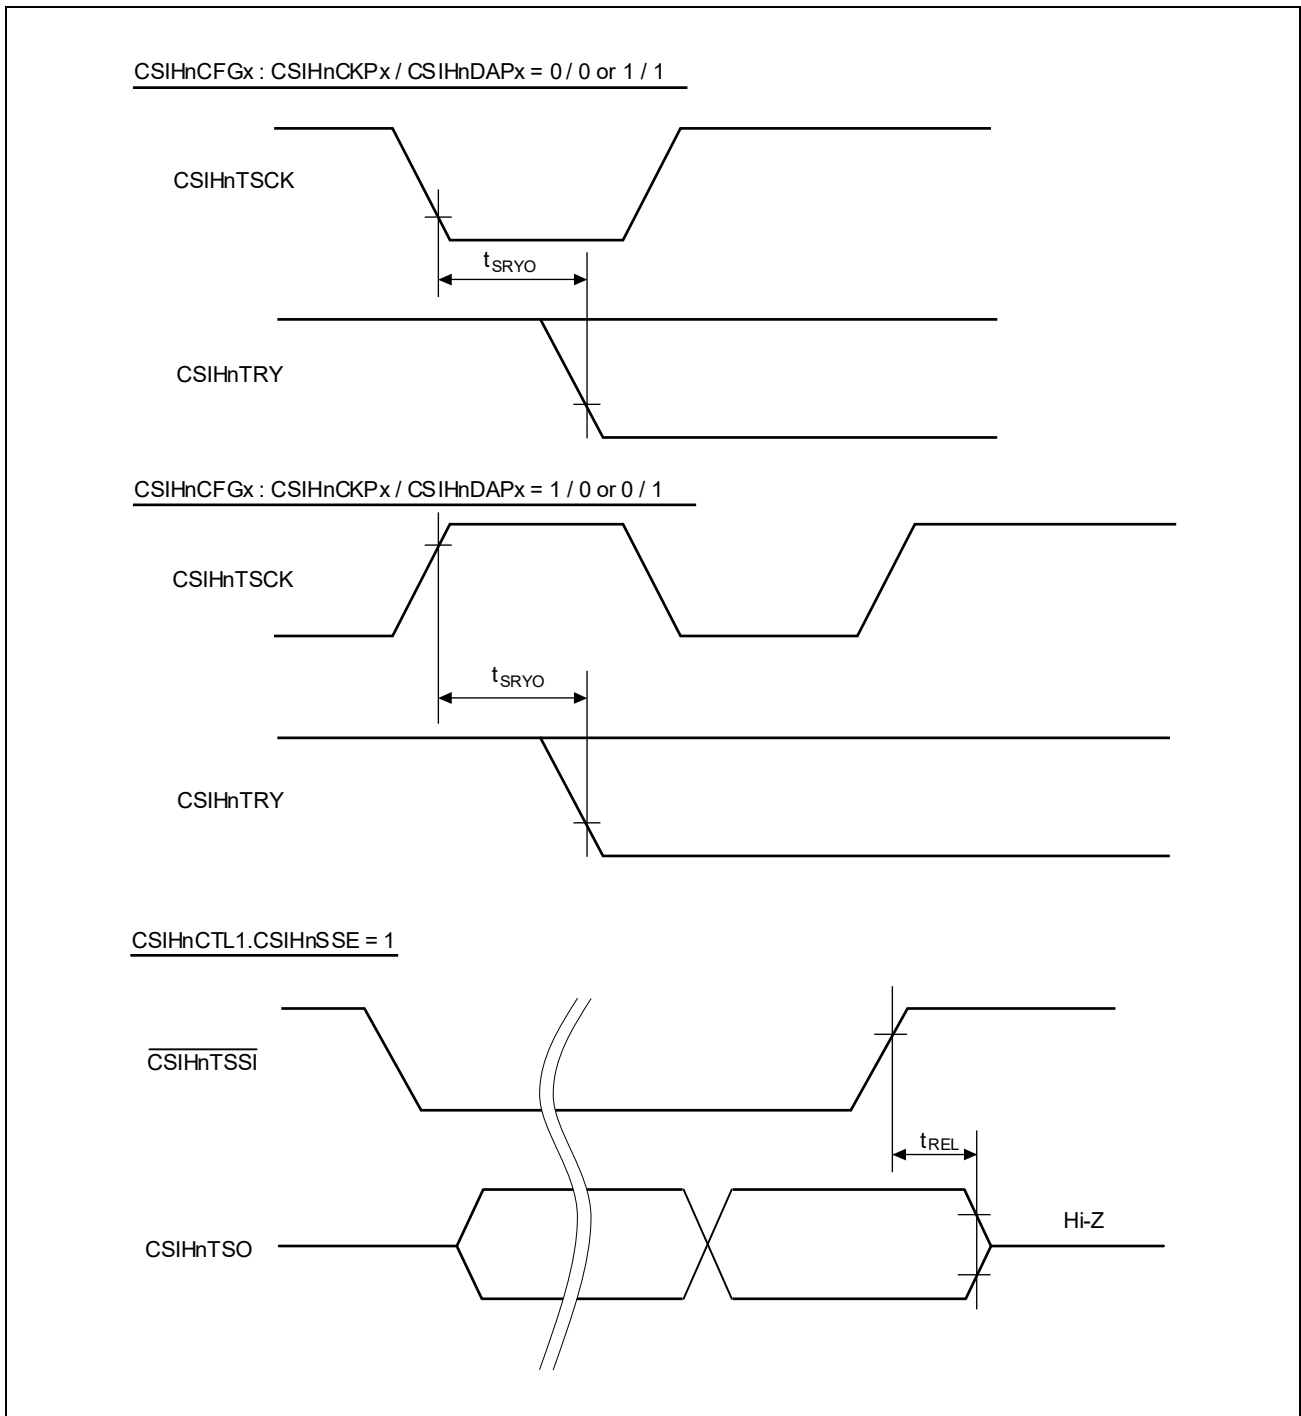 CSIHnCFGx : CSIHnCKPx / CSIHnDAPx = 0 / 0 or 1 / 1
CSIHnTSCK
tSRYO
CSIHnTRY
CSIHnCFGx : CSIHnCKPx / CSIHnDAPx = 1 / 0 or 0 / 1
CSIHnTSCK
tSRYO
CSIHnTRY
CSIHnCTL1.CSIHnSSE = 1
CSIHnTSSI
tREL
Hi-Z
CSIHnTSO